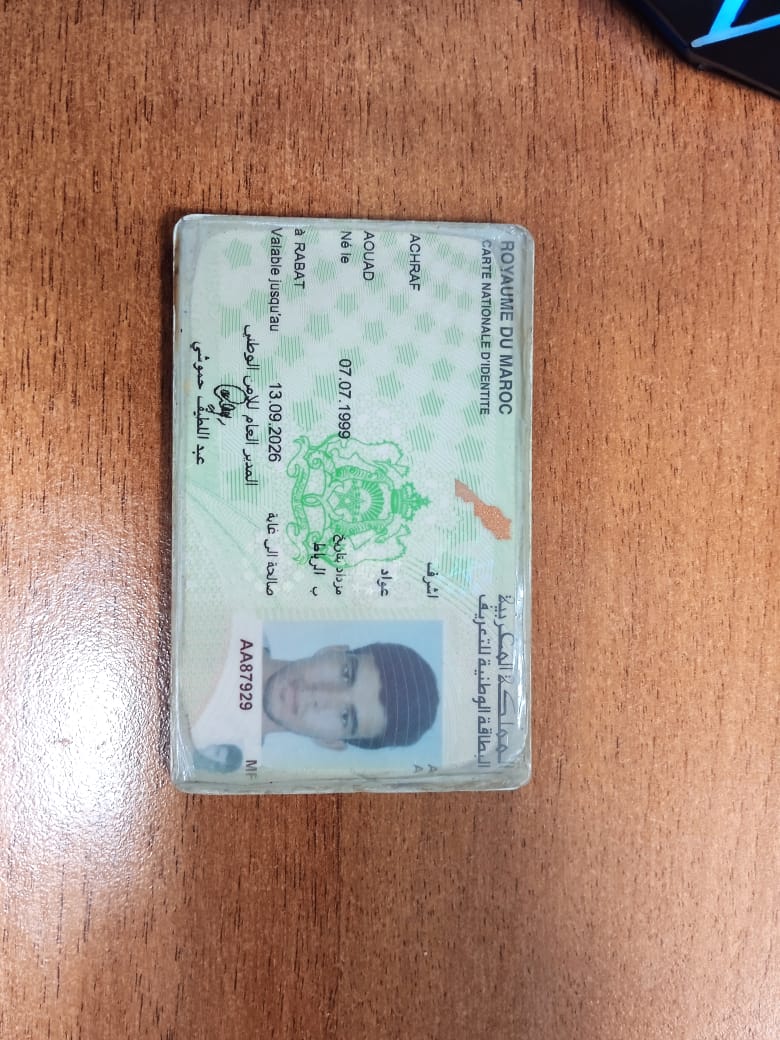 ROYAUME DU MAROC
المملكة المغربية
CARTE NATIONALE D'IDENTITE
البطاقة الوطنية للتعريف
ACHRAF
اشرف
AOUAD
عواد
Né le 07.07.1999 مزداد بتاريخ
à RABAT
ب الرباط
Valable jusqu'au 13.09.2026 صالحة الى غاية
المدير العام للأمن الوطني
عبد اللطيف حموشي
AA87929